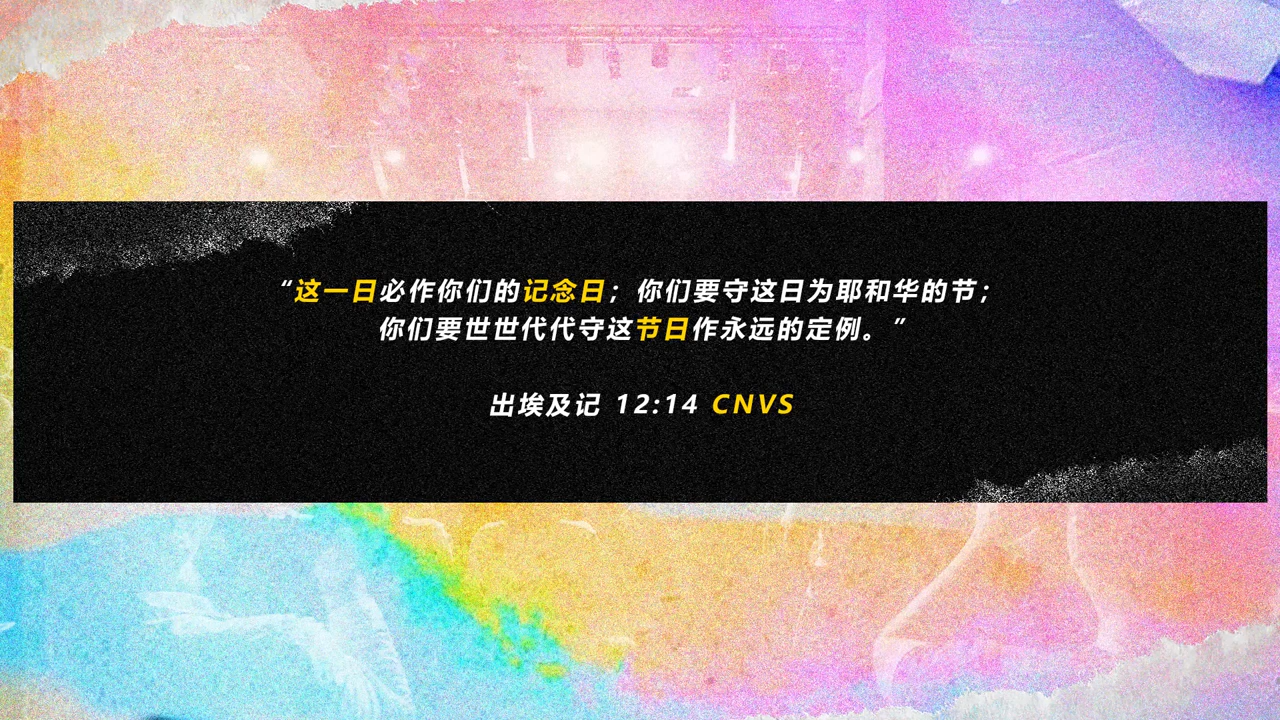 “这一日必作你们的记念日；你们要守这日为耶和华的节；
你们要世世代代守这节日作永远的定例。”
出埃及记 12:14 CNVS